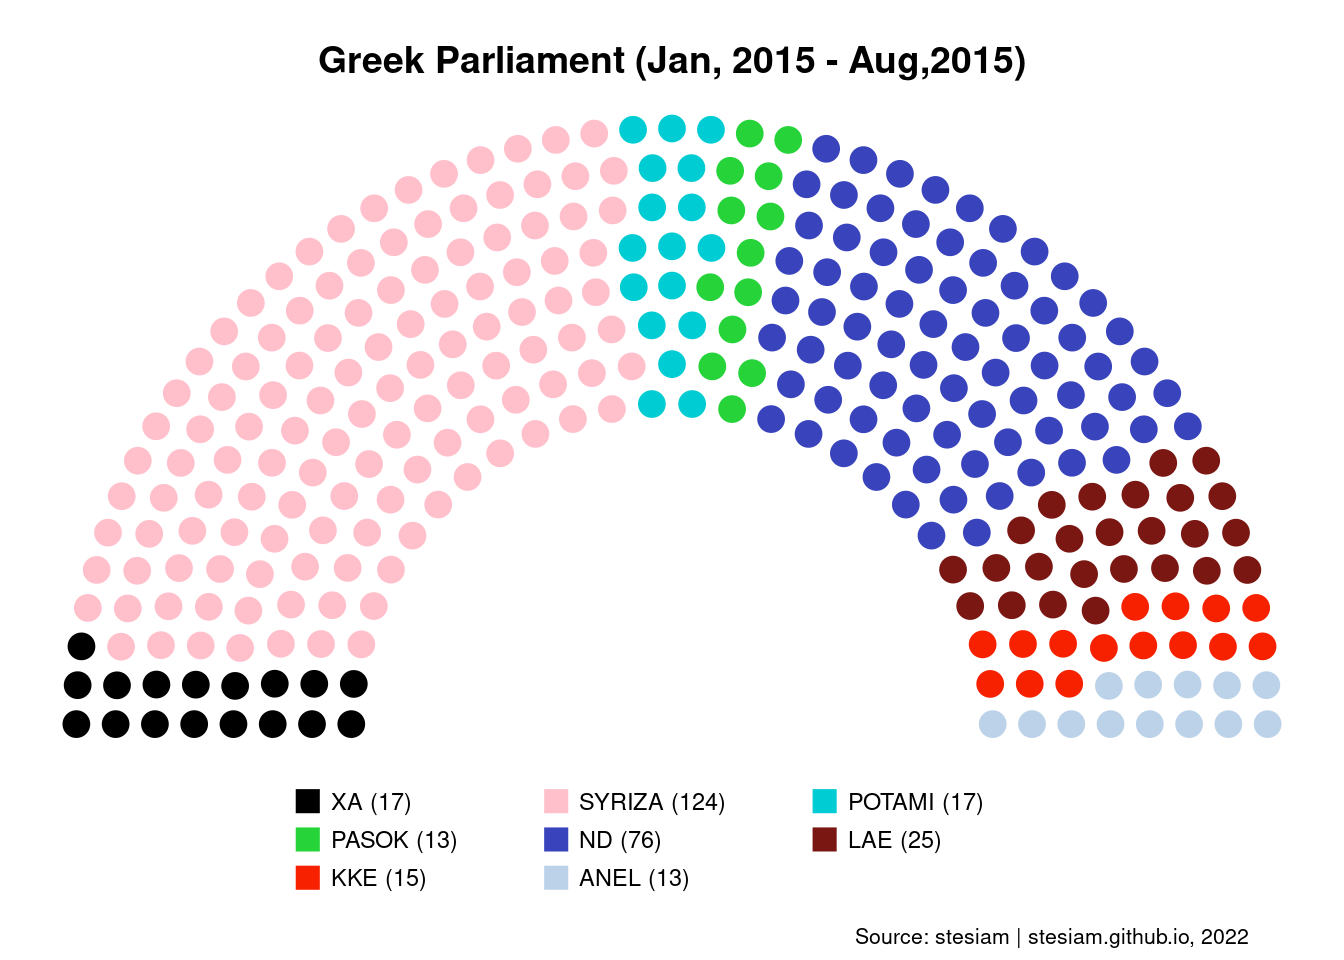 Greek Parliament (Jan, 2015 - Aug,2015)
XA (17)
SYRIZA (124)
POTAMI (17)
PASOK (13)
ND (76)
LAE (25)
KKE (15)
ANEL (13)
Source: stesiam | stesiam.github.io, 2022